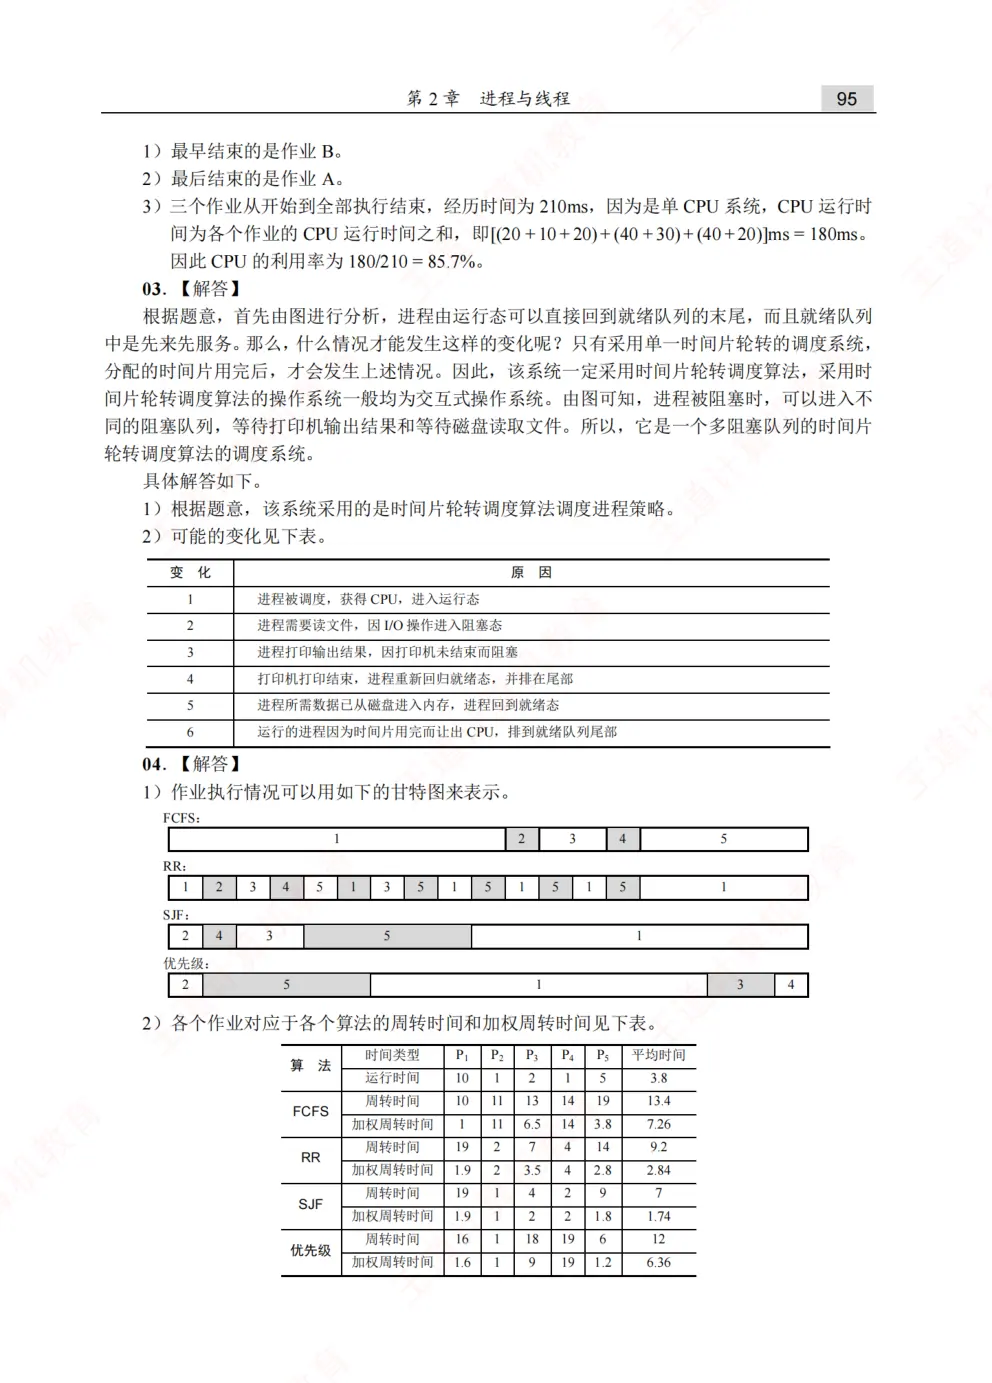 第 2 章 进程与线程 95
1）最早结束的是作业 B。
2）最后结束的是作业 A。
3）三个作业从开始到全部执行结束，经历时间为 210ms，因为是单 CPU 系统，CPU 运行时
间为各个作业的 CPU 运行时间之和，即[(20 + 10 + 20) + (40 + 30) + (40 + 20)]ms = 180ms。
因此 CPU 的利用率为 180/210 = 85.7%。
03．【解答】
根据题意，首先由图进行分析，进程由运行态可以直接回到就绪队列的末尾，而且就绪队列
中是先来先服务。那么，什么情况才能发生这样的变化呢？只有采用单一时间片轮转的调度系统，
分配的时间片用完后，才会发生上述情况。因此，该系统一定采用时间片轮转调度算法，采用时
间片轮转调度算法的操作系统一般均为交互式操作系统。由图可知，进程被阻塞时，可以进入不
同的阻塞队列，等待打印机输出结果和等待磁盘读取文件。所以，它是一个多阻塞队列的时间片
轮转调度算法的调度系统。
具体解答如下。
1）根据题意，该系统采用的是时间片轮转调度算法调度进程策略。
2）可能的变化见下表。
变 化 原 因
1 进程被调度，获得 CPU，进入运行态
2 进程需要读文件，因 I/O 操作进入阻塞态
3 进程打印输出结果，因打印机未结束而阻塞
4 打印机打印结束，进程重新回归就绪态，并排在尾部
5 进程所需数据已从磁盘进入内存，进程回到就绪态
6 运行的进程因为时间片用完而让出 CPU，排到就绪队列尾部
04．【解答】
1）作业执行情况可以用如下的甘特图来表示。
FCFS：
1 2 3 4 5
RR：
1 2 3 4 5 1 3 5 1 5 1 5 1 5 1
SJF：
2 4 3 5 1
优先级：
2 5 1 3 4
2）各个作业对应于各个算法的周转时间和加权周转时间见下表。
算 法 时间类型 P1 P2 P3 P4 P5 平均时间
运行时间 10 1 2 1 5 3.8
FCFS 周转时间 10 11 13 14 19 13.4
加权周转时间 1 11 6.5 14 3.8 7.26
RR 周转时间 19 2 7 4 14 9.2
加权周转时间 1.9 2 3.5 4 2.8 2.84
SJF 周转时间 19 1 4 2 9 7
加权周转时间 1.9 1 2 2 1.8 1.74
优先级 周转时间 16 1 18 19 6 12
加权周转时间 1.6 1 9 19 1.2 6.36